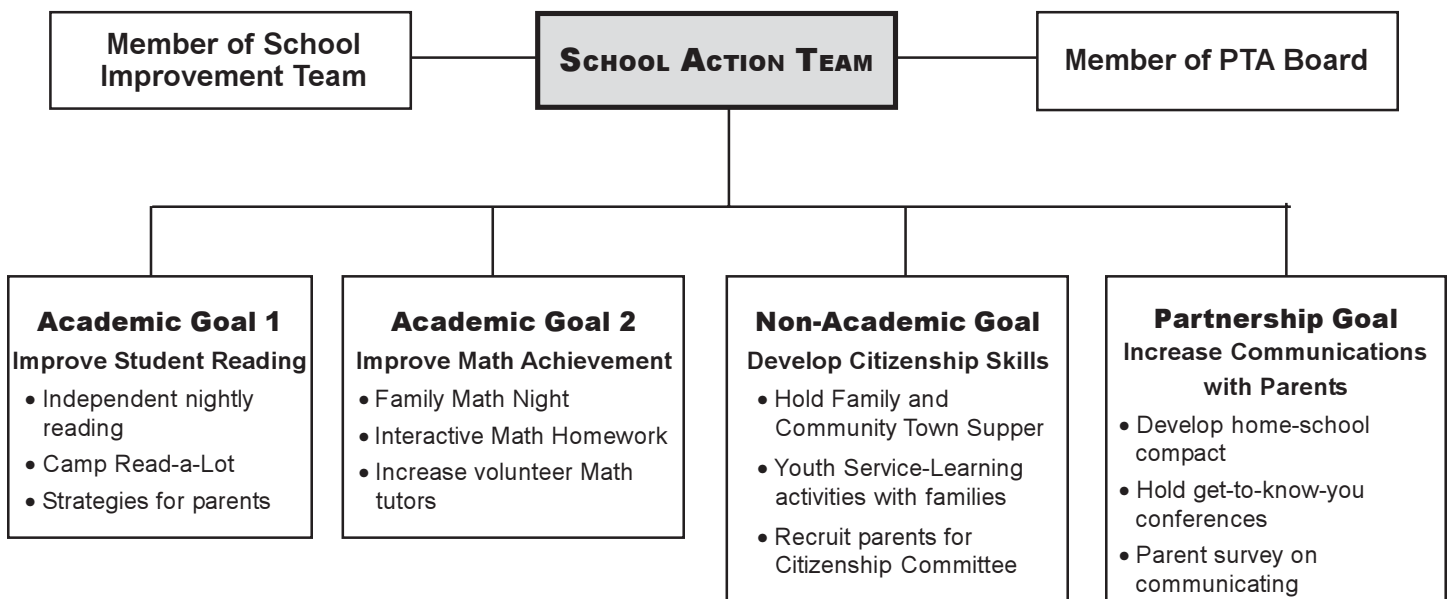 Member of School
Improvement Team
SCHOOL ACTION TEAM
Member of PTA Board
Academic Goal 1
Improve Student Reading
• Independent nightly
reading
• Camp Read-a-Lot
• Strategies for parents
Academic Goal 2
Improve Math Achievement
• Family Math Night
• Interactive Math Homework
• Increase volunteer Math
tutors
Non-Academic Goal
Develop Citizenship Skills
• Hold Family and
Community Town Supper
• Youth Service-Learning
activities with families
• Recruit parents for
Citizenship Committee
Partnership Goal
Increase Communications
with Parents
• Develop home-school
compact
• Hold get-to-know-you
conferences
• Parent survey on
communicating